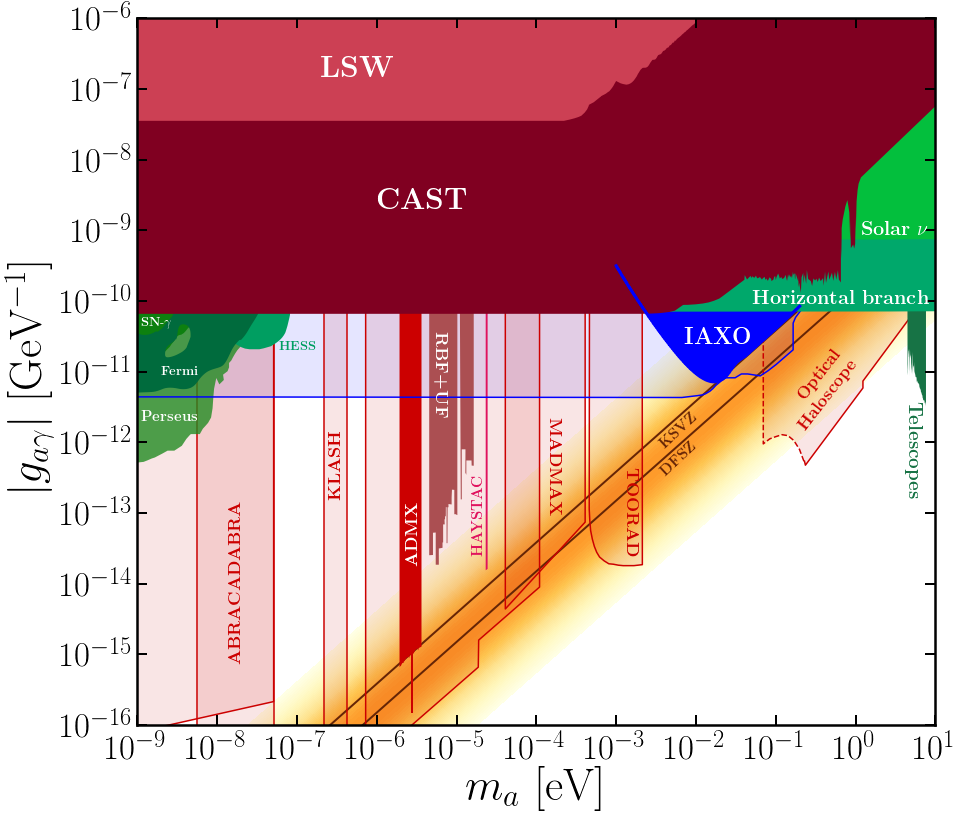 10^{-6}
10^{-7}
10^{-8}
10^{-9}
10^{-10}
10^{-11}
10^{-12}
10^{-13}
10^{-14}
10^{-15}
10^{-16}
|g_{aγ}| [GeV^{-1}]
LSW
CAST
Solar ν
Horizontal branch
IAXO
SN-γ
HESS
Fermi
Perseus
RBF+UF
KLASH
ABRACADABRA
ADMX
HAYSTAC
MADMAX
TOORAD
KSVZ
DFSZ
Optical
Haloscope
Telescopes
10^{-9}
10^{-8}
10^{-7}
10^{-6}
10^{-5}
10^{-4}
10^{-3}
10^{-2}
10^{-1}
10^{0}
10^{1}
m_a [eV]